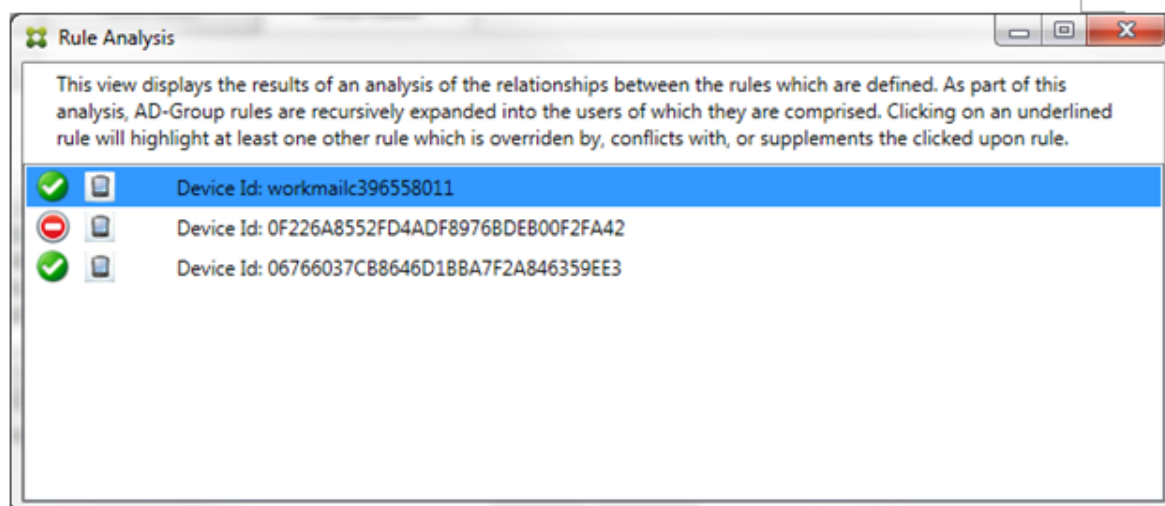 Rule Analysis
This view displays the results of an analysis of the relationships between the rules which are defined. As part of this
analysis, AD-Group rules are recursively expanded into the users of which they are comprised. Clicking on an underlined
rule will highlight at least one other rule which is overriden by, conflicts with, or supplements the clicked upon rule.
Device Id: workmailc396558011
Device Id: 0F226A8552FD4ADF8976BDEB00F2FA42
Device Id: 06766037CB8646D1BBA7F2A846359EE3